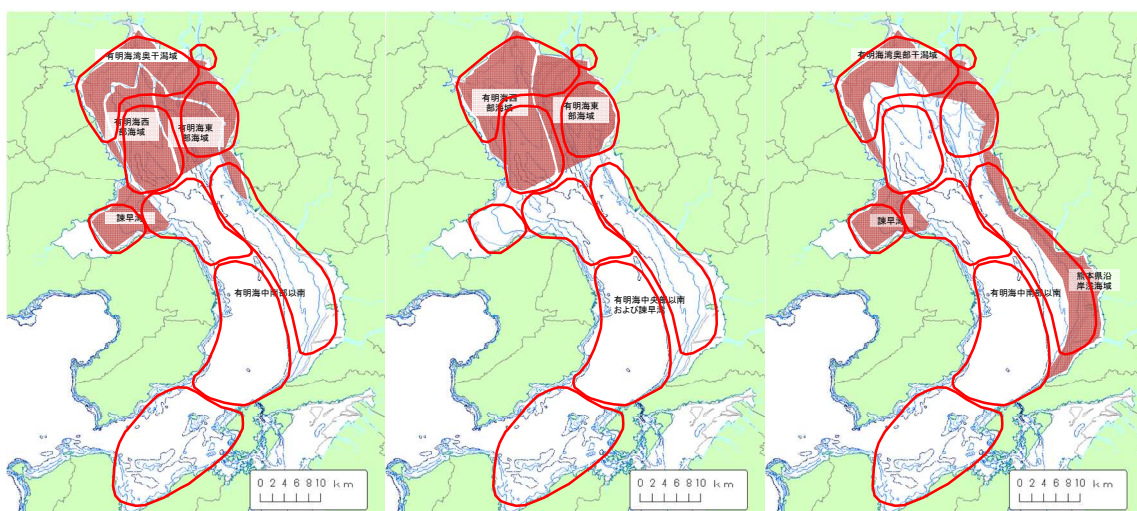 有明海湾奥干潟域
有明海西
部海域
有明海東
部海域
諫早湾
有明海中南部以南
0 2 4 6 8 10 km
有明海西
部海域
有明海東
部海域
有明海中央部以南
および諫早湾
0 2 4 6 8 10 km
有明海湾奥部干潟域
諫早湾
熊本県沿
岸浅海域
有明海中南部以南
0 2 4 6 8 10 km